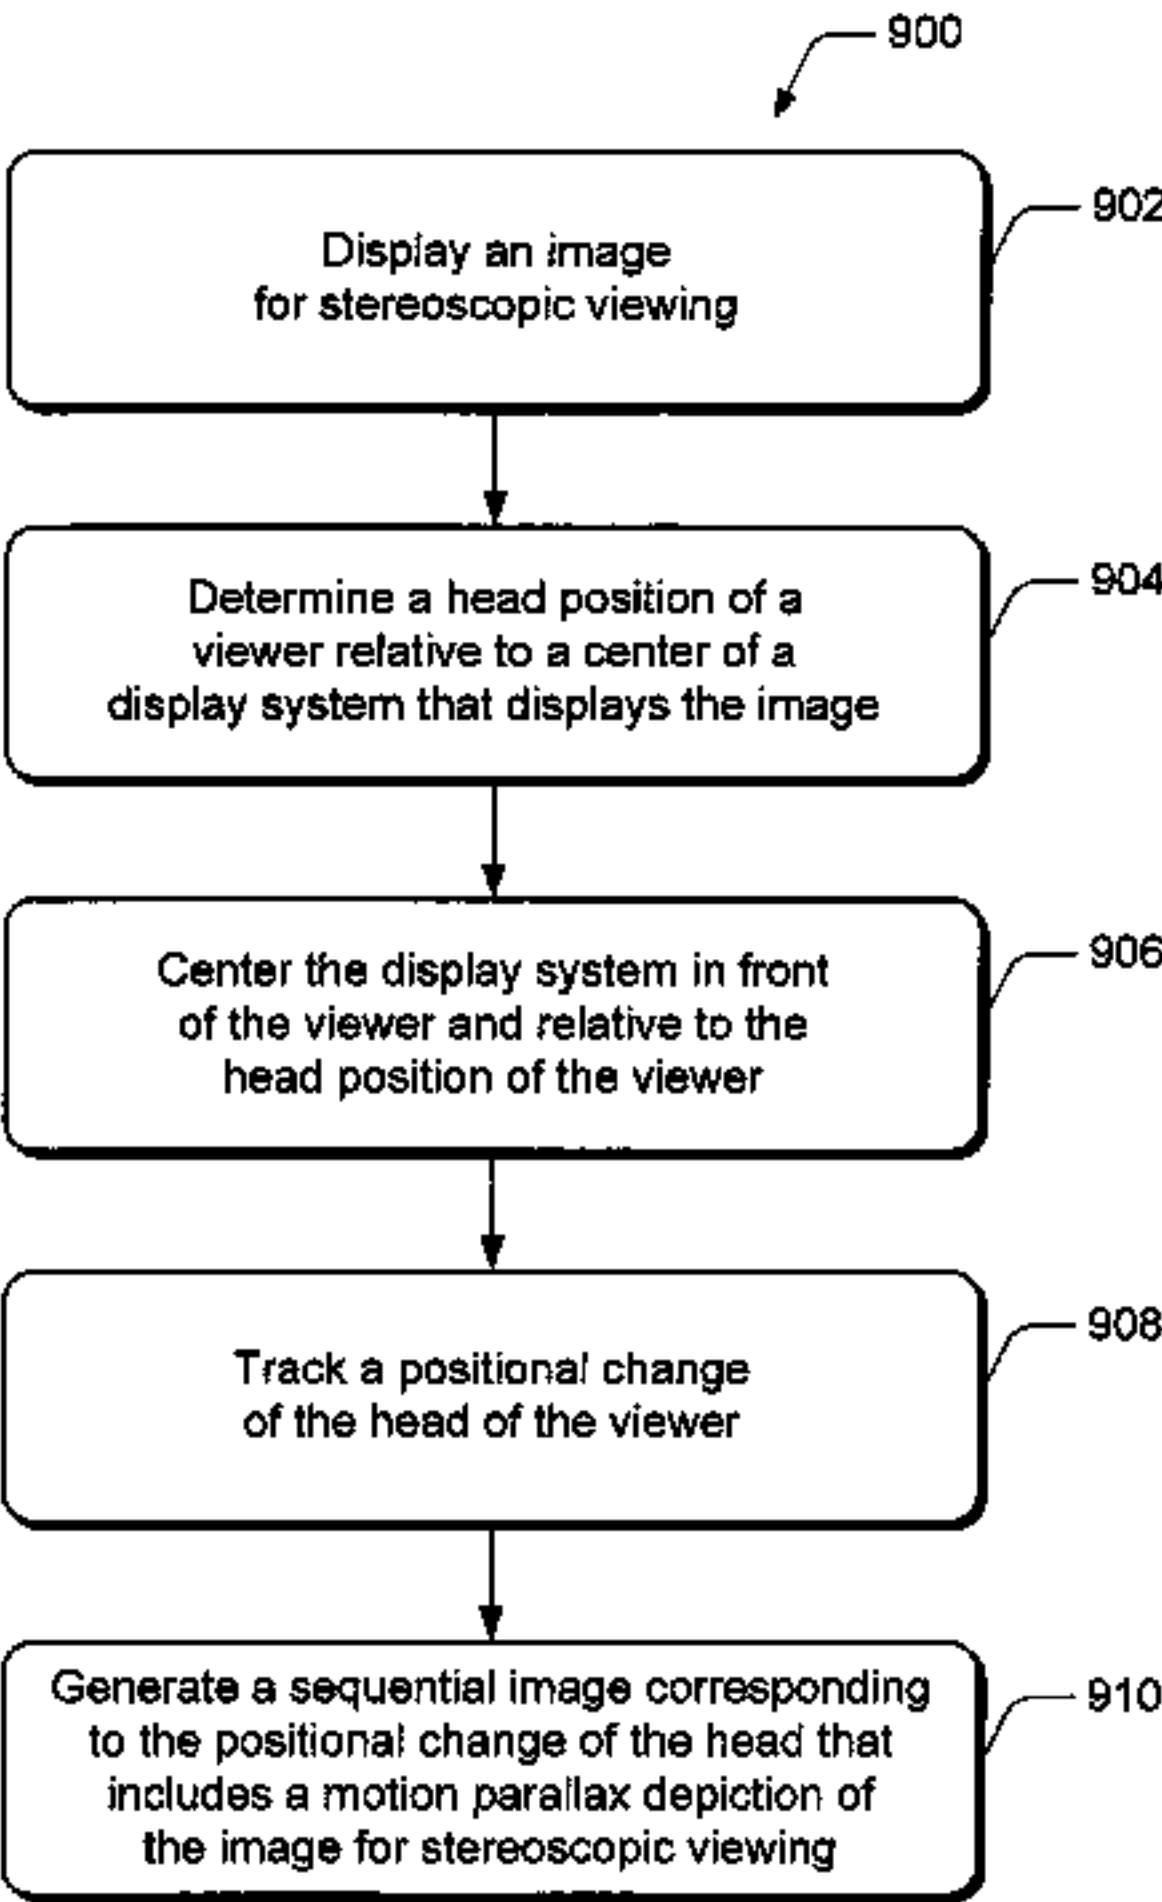 900
Display an image
for stereoscopic viewing
902
Determine a head position of a
viewer relative to a center of a
display system that displays the image
904
Center the display system in front
of the viewer and relative to the
head position of the viewer
906
Track a positional change
of the head of the viewer
908
Generate a sequential image corresponding
to the positional change of the head that
includes a motion parallax depiction of
the image for stereoscopic viewing
910